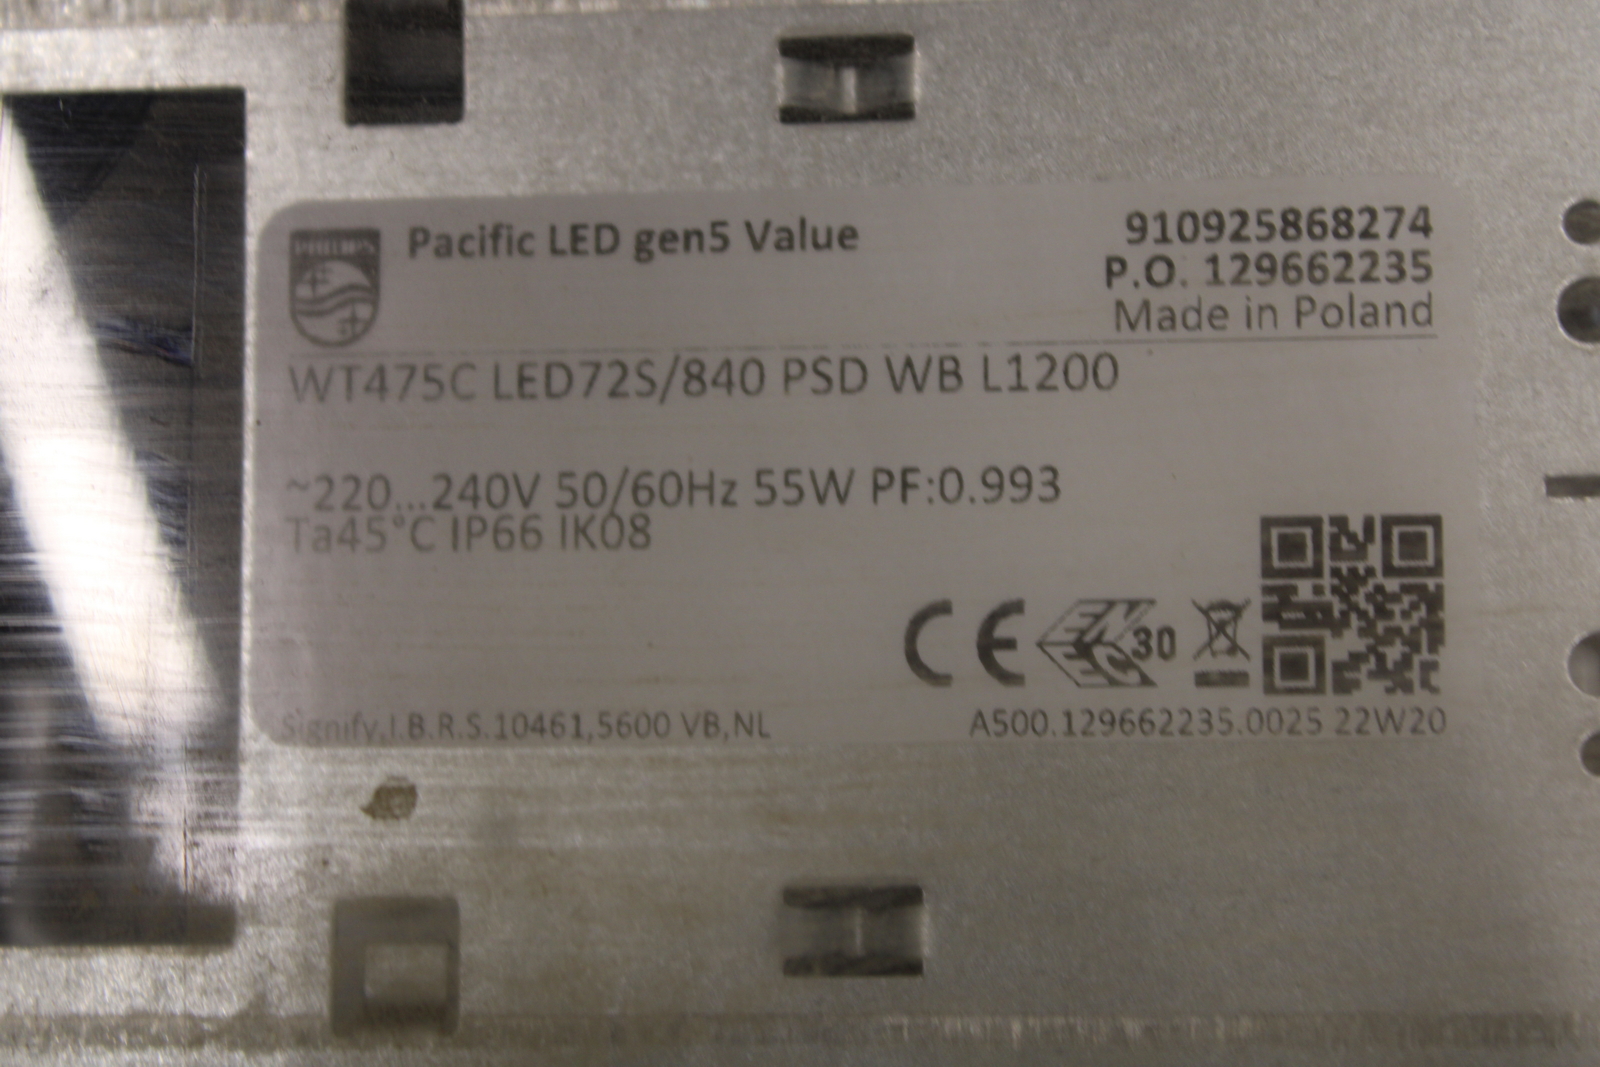 PHILIPS
Pacific LED gen5 Value
910925868274
P.O. 129662235
Made in Poland
WT475C LED72S/840 PSD WB L1200
~220...240V 50/60Hz 55W PF:0.993
Ta45°C IP66 IK08
CE ENEC 30
Signify,I.B.R.S.10461,5600 VB,NL
A500.129662235.0025 22W20